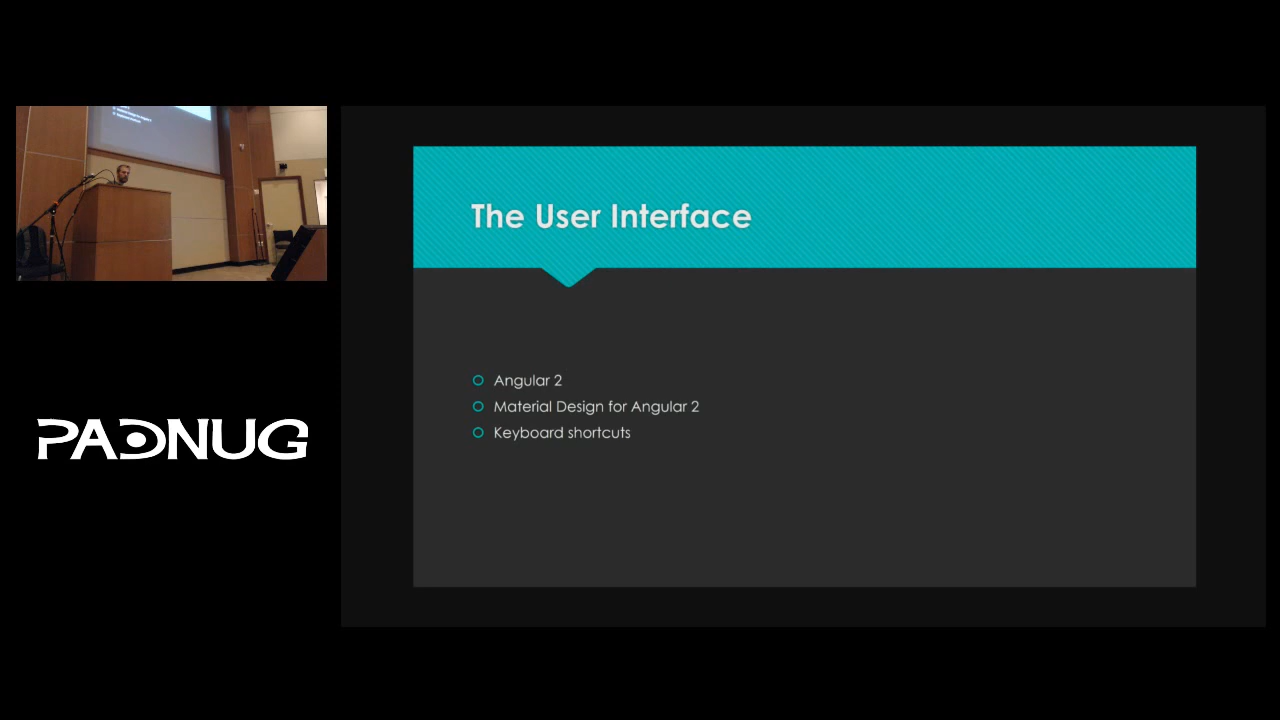 PADNUG
The User Interface
Angular 2
Material Design for Angular 2
Keyboard shortcuts